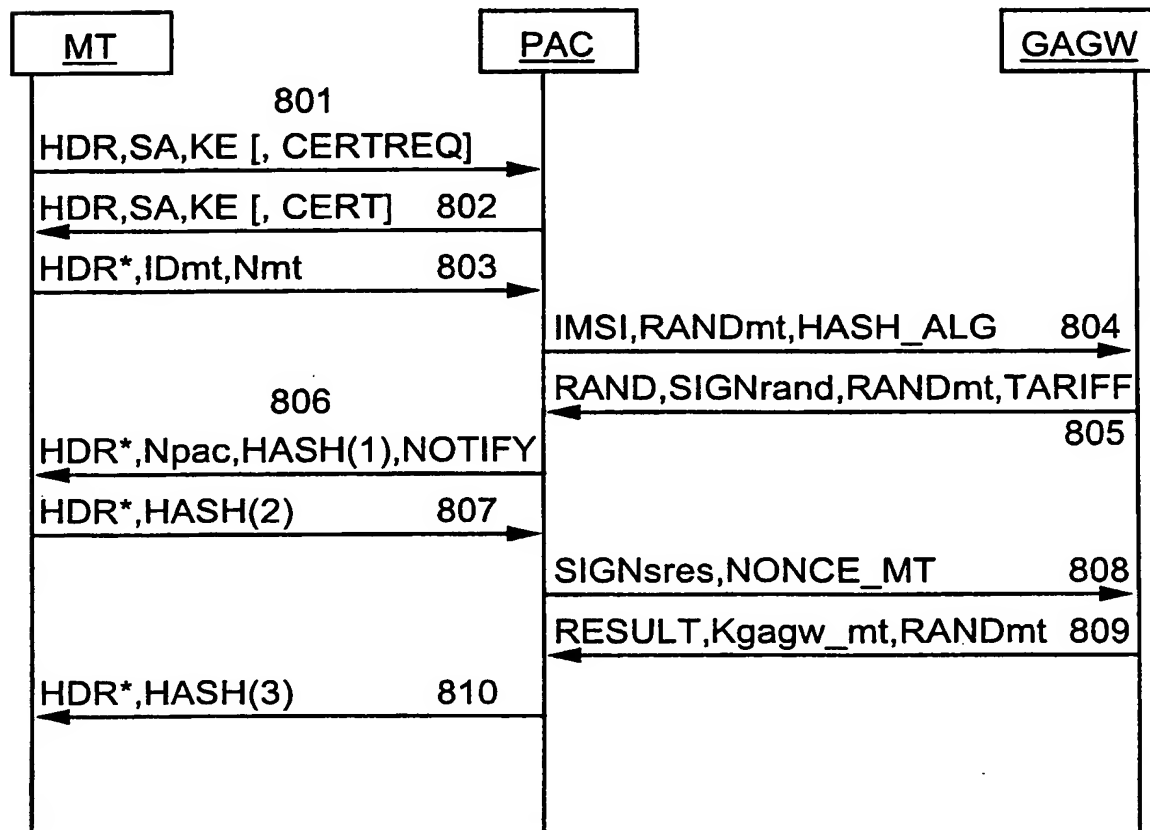 MT
PAC
GAGW
801
HDR,SA,KE [, CERTREQ]
HDR,SA,KE [, CERT] 802
HDR*,IDmt,Nmt 803
IMSI,RANDmt,HASH_ALG 804
RAND,SIGNrand,RANDmt,TARIFF
805
806
HDR*,Npac,HASH(1),NOTIFY
HDR*,HASH(2) 807
SIGNsres,NONCE_MT 808
RESULT,Kgagw_mt,RANDmt 809
HDR*,HASH(3) 810